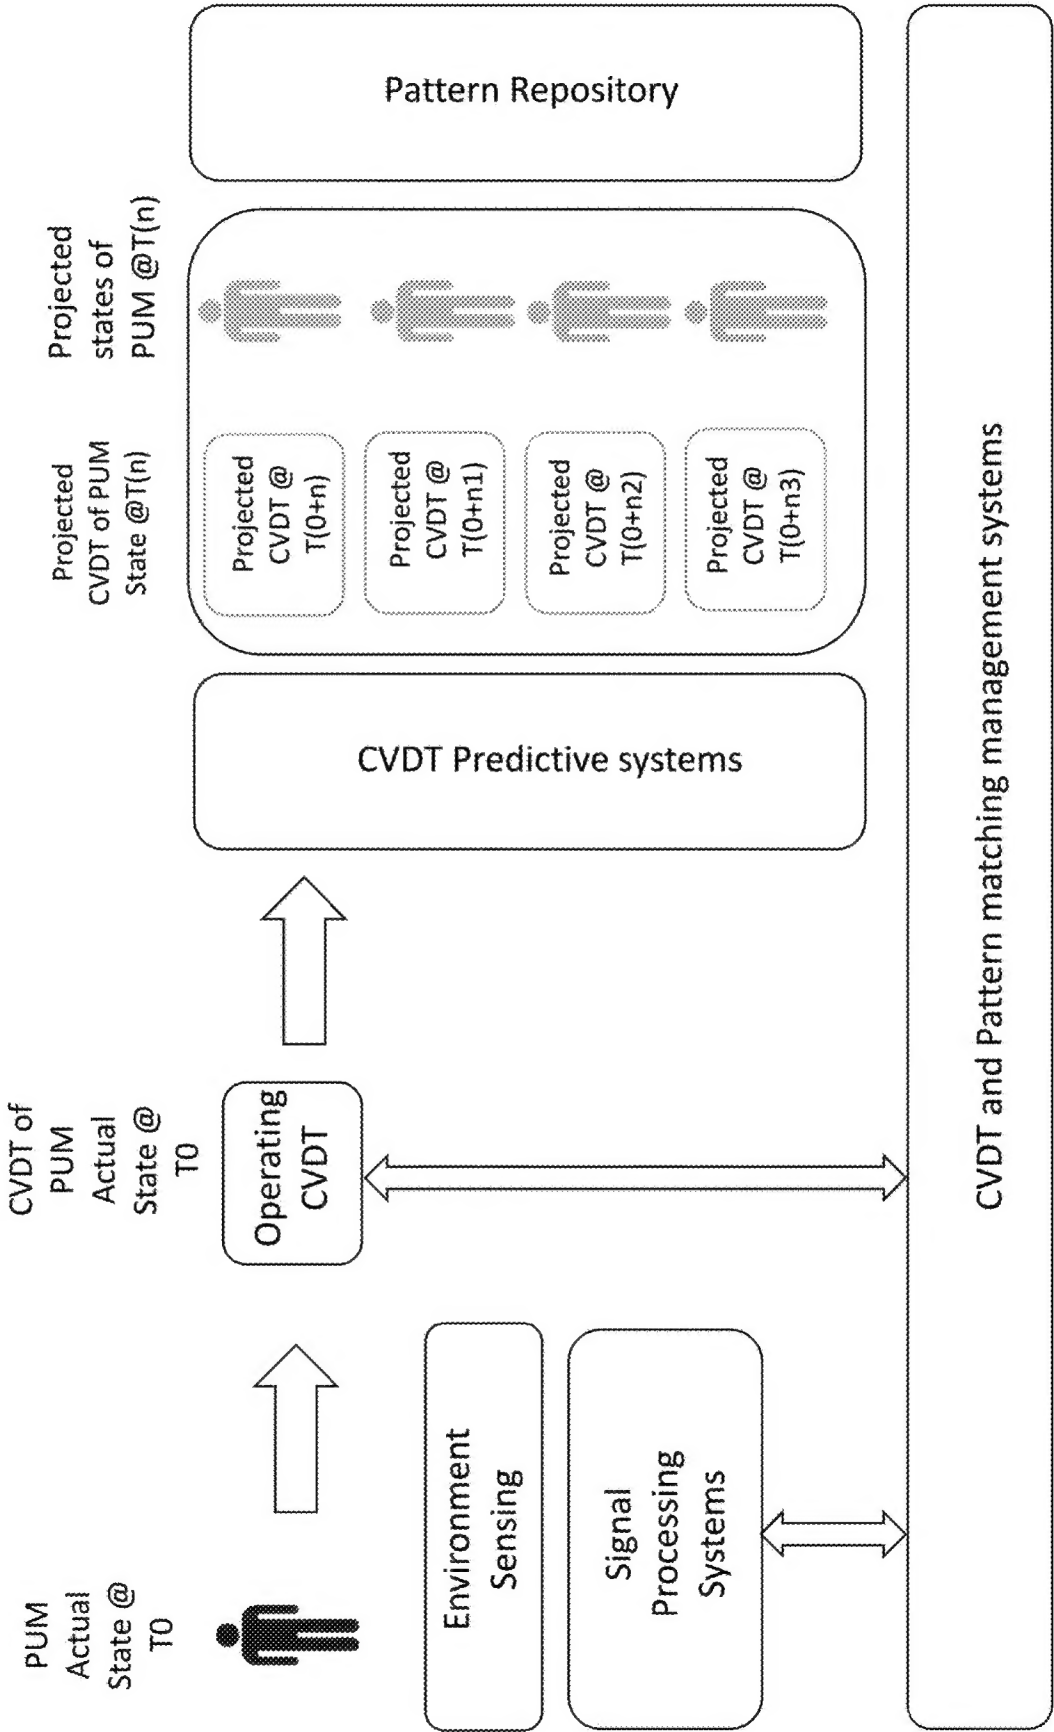 PUM
Actual
State @
T0
CVDT of
PUM
Actual
State @
T0
Projected
CVDT of PUM
State @T(n)
Projected
states of
PUM @T(n)
Operating
CVDT
Environment
Sensing
Signal
Processing
Systems
CVDT Predictive systems
Projected
CVDT @
T(0+n)
Projected
CVDT @
T(0+n1)
Projected
CVDT @
T(0+n2)
Projected
CVDT @
T(0+n3)
Pattern Repository
CVDT and Pattern matching management systems